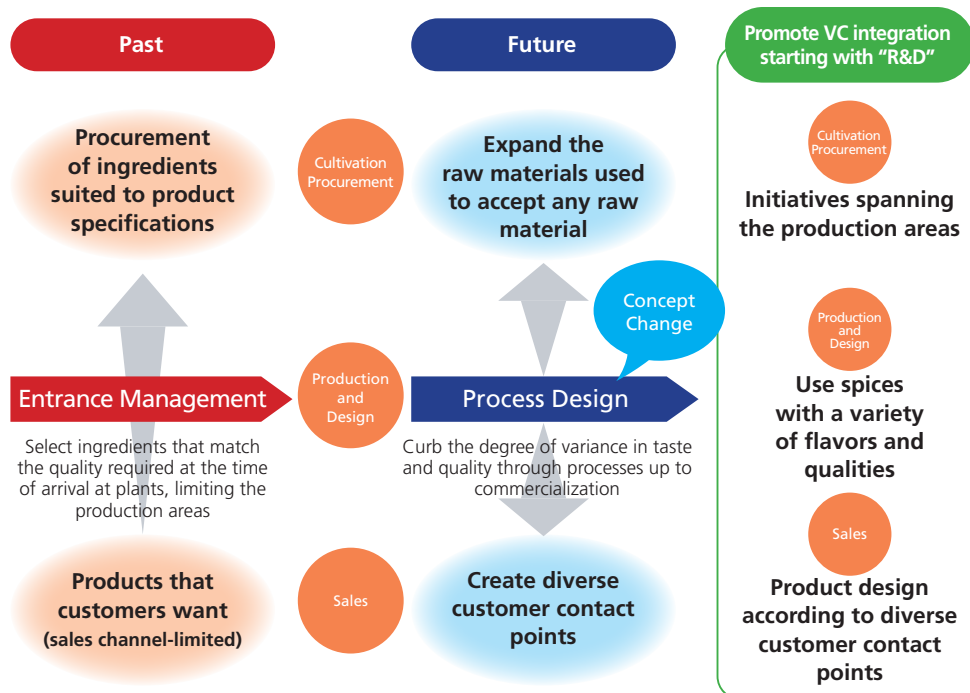 Past
Procurement
of ingredients
suited to product
specifications
Entrance Management
Select ingredients that match
the quality required at the time
of arrival at plants, limiting the
production areas
Products that
customers want
(sales channel-limited)
Cultivation
Procurement
Production
and
Design
Sales
Future
Expand the
raw materials used
to accept any raw
material
Concept
Change
Process Design
Curb the degree of variance in taste
and quality through processes up to
commercialization
Create diverse
customer contact
points
Promote VC integration
starting with “R&D”
Cultivation
Procurement
Initiatives spanning
the production areas
Production
and
Design
Use spices
with a variety
of flavors and
qualities
Sales
Product design
according to diverse
customer contact
points